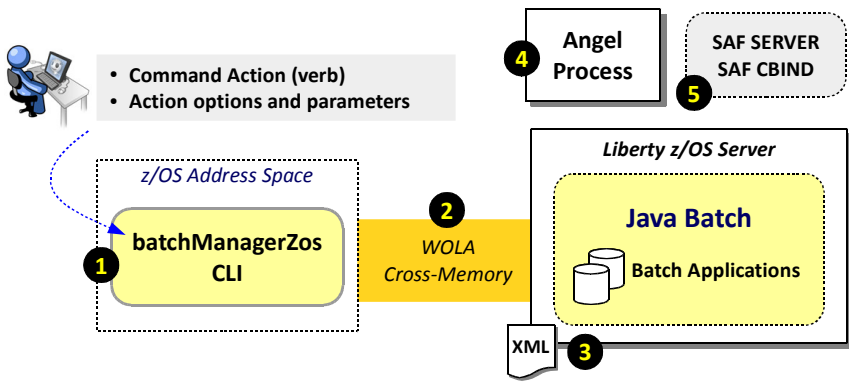 • Command Action (verb)
• Action options and parameters
4
Angel
Process
SAF SERVER
SAF CBIND
5
z/OS Address Space
batchManagerZos
CLI
1
2
WOLA
Cross-Memory
Liberty z/OS Server
Java Batch
Batch Applications
XML
3